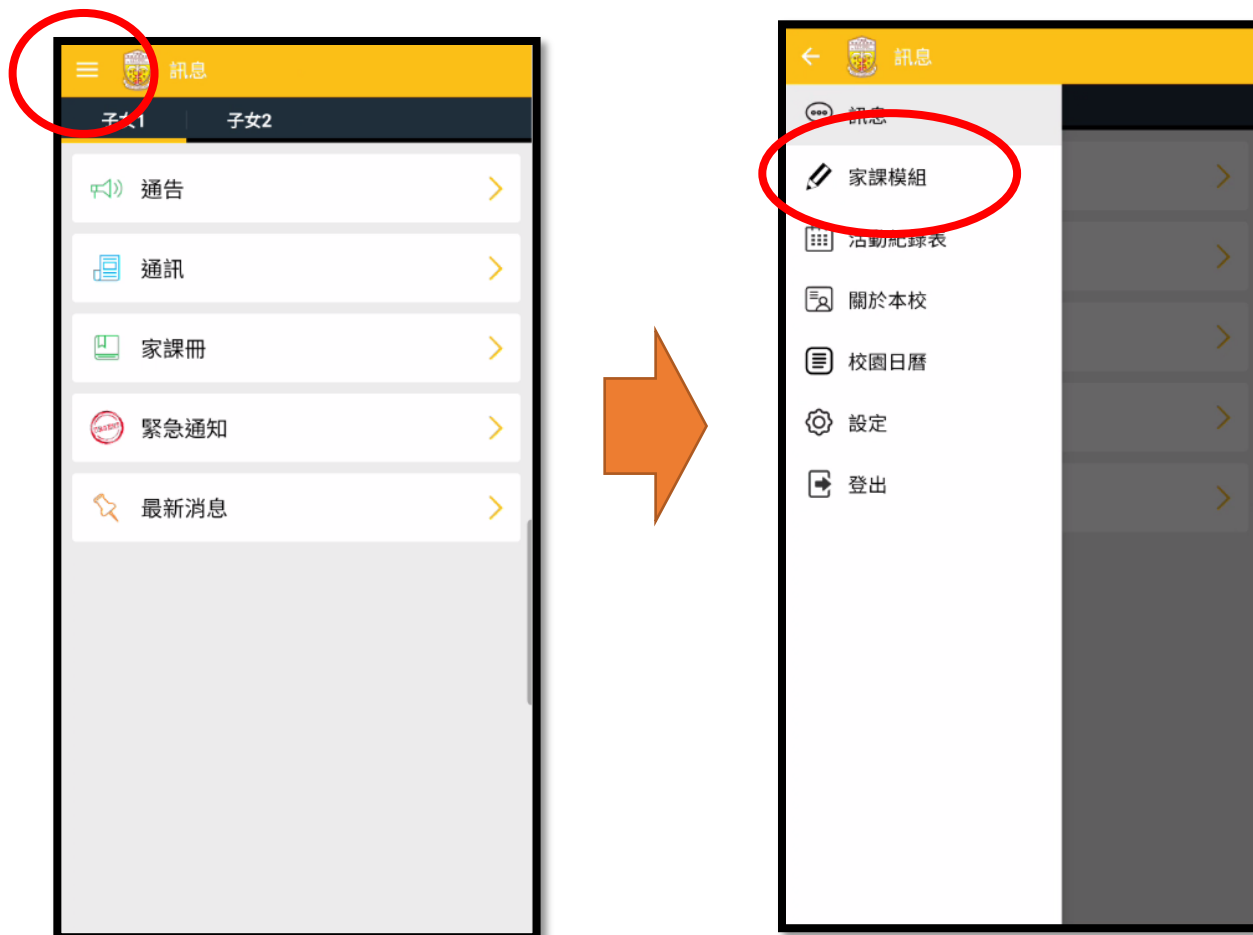 訊息
子女1
子女2
通告
通訊
家課冊
URGENT
緊急通知
最新消息
訊息
訊息
家課模組
活動紀錄表
關於本校
校園日曆
設定
登出